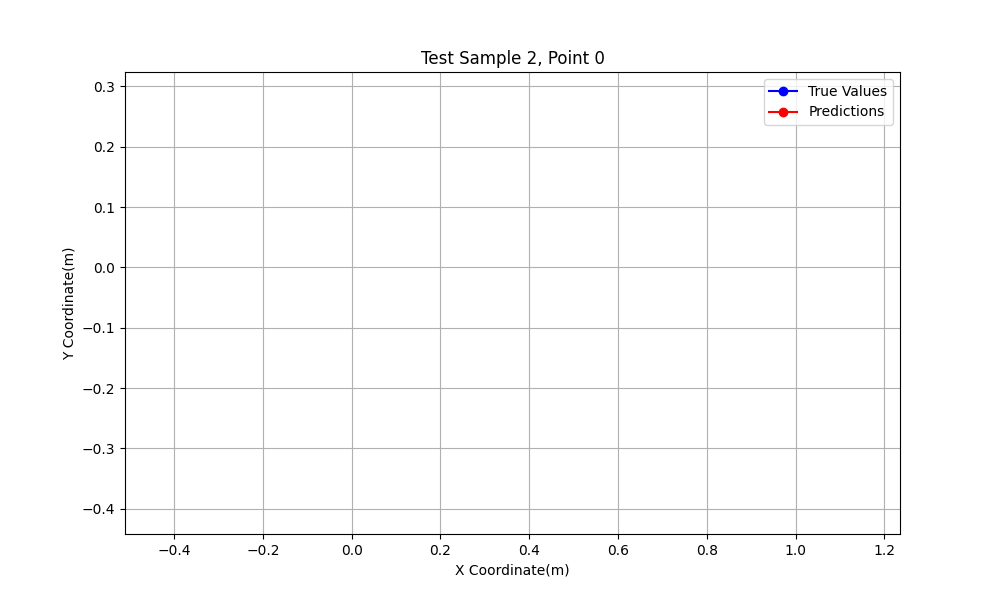 Test Sample 2, Point 0
True Values
Predictions
0.3
0.2
0.1
0.0
−0.1
−0.2
−0.3
−0.4
Y Coordinate(m)
−0.4 −0.2 0.0 0.2 0.4 0.6 0.8 1.0 1.2
X Coordinate(m)